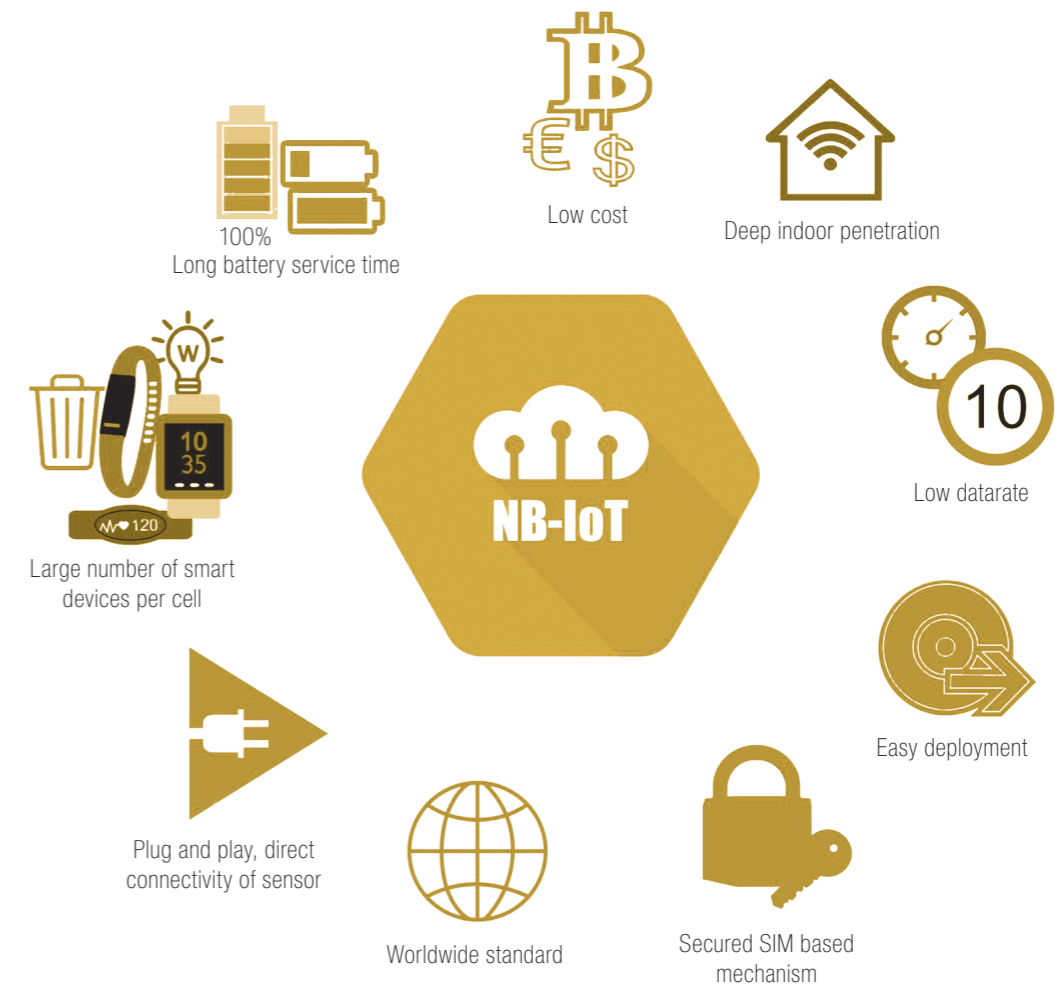 Low cost
Deep indoor penetration
100%
Long battery service time
W
10
35
120
Large number of smart
devices per cell
10
Low datarate
NB-IoT
Easy deployment
Plug and play, direct
connectivity of sensor
Worldwide standard
Secured SIM based
mechanism